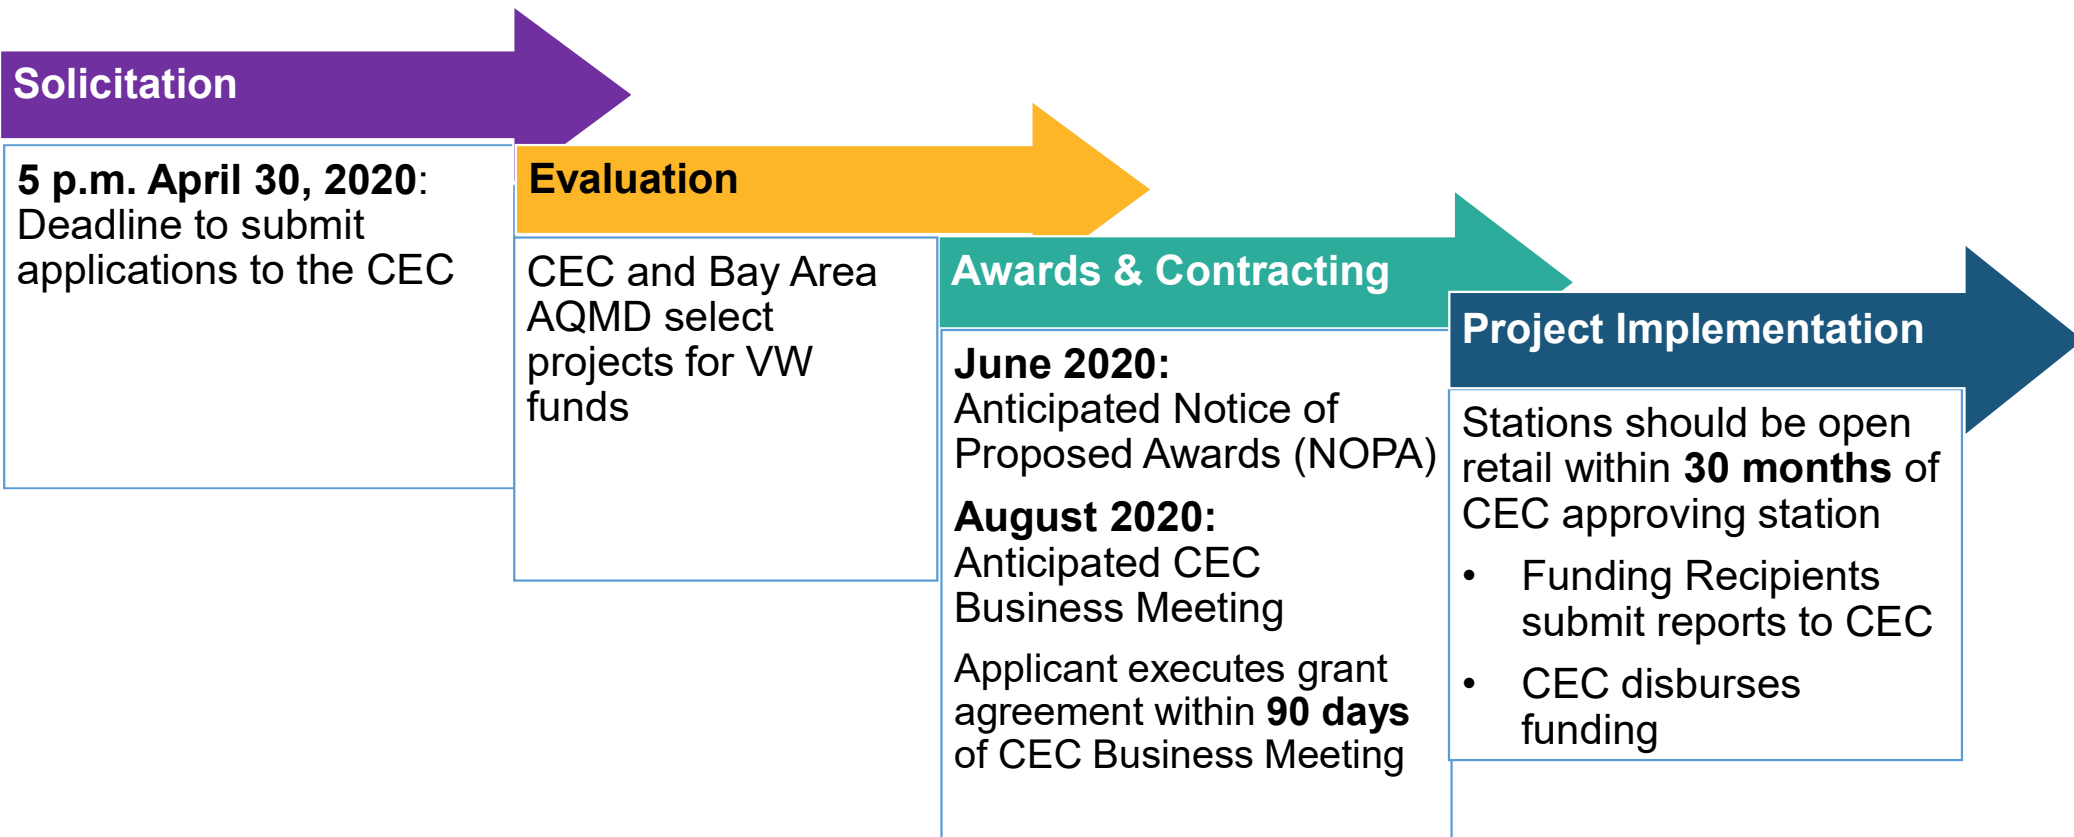 Solicitation
5 p.m. April 30, 2020:
Deadline to submit
applications to the CEC
Evaluation
CEC and Bay Area
AQMD select
projects for VW
funds
Awards & Contracting
June 2020:
Anticipated Notice of
Proposed Awards (NOPA)
August 2020:
Anticipated CEC
Business Meeting
Applicant executes grant
agreement within 90 days
of CEC Business Meeting
Project Implementation
Stations should be open
retail within 30 months of
CEC approving station
• Funding Recipients
submit reports to CEC
• CEC disburses
funding